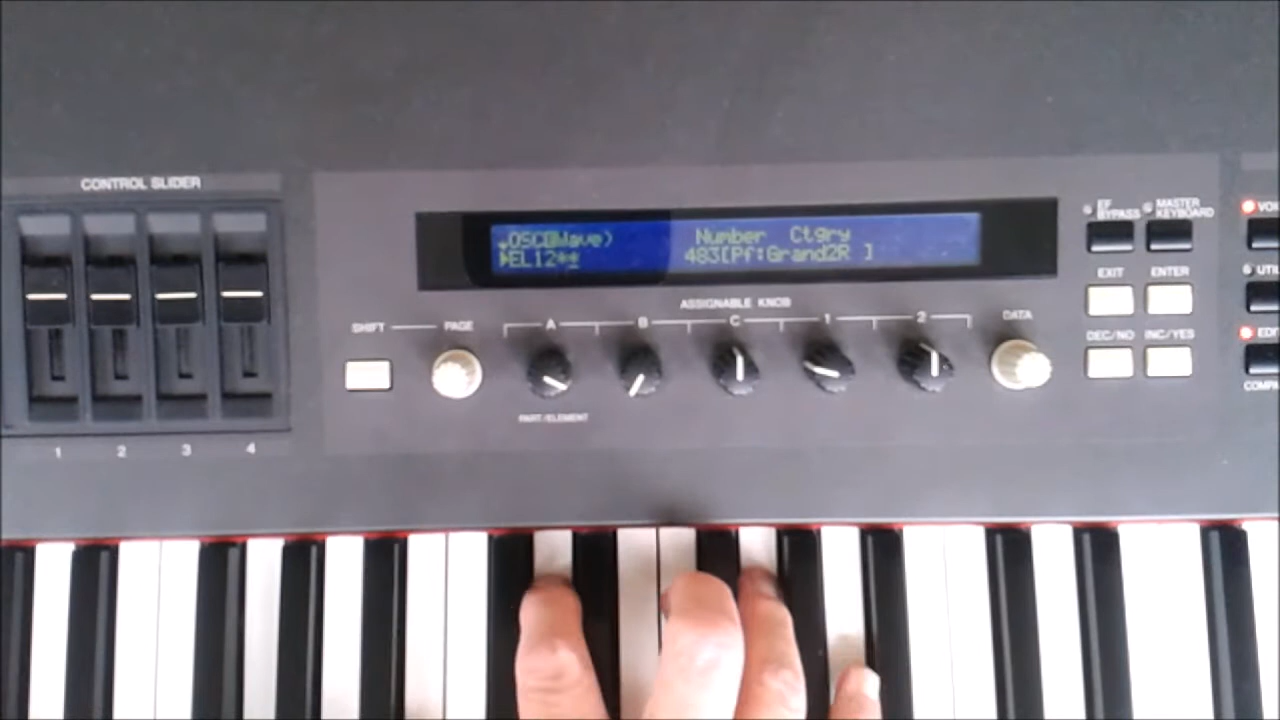 CONTROL SLIDER
1 2 3 4
OSC(Wave) Number Ctgry
EL12** 483[Pf:Grand2R ]
ASSIGNABLE KNOB
SHIFT PAGE A B C 1 2 DATA
PART/ELEMENT
EF BYPASS
MASTER KEYBOARD
EXIT ENTER
DEC/NO INC/YES